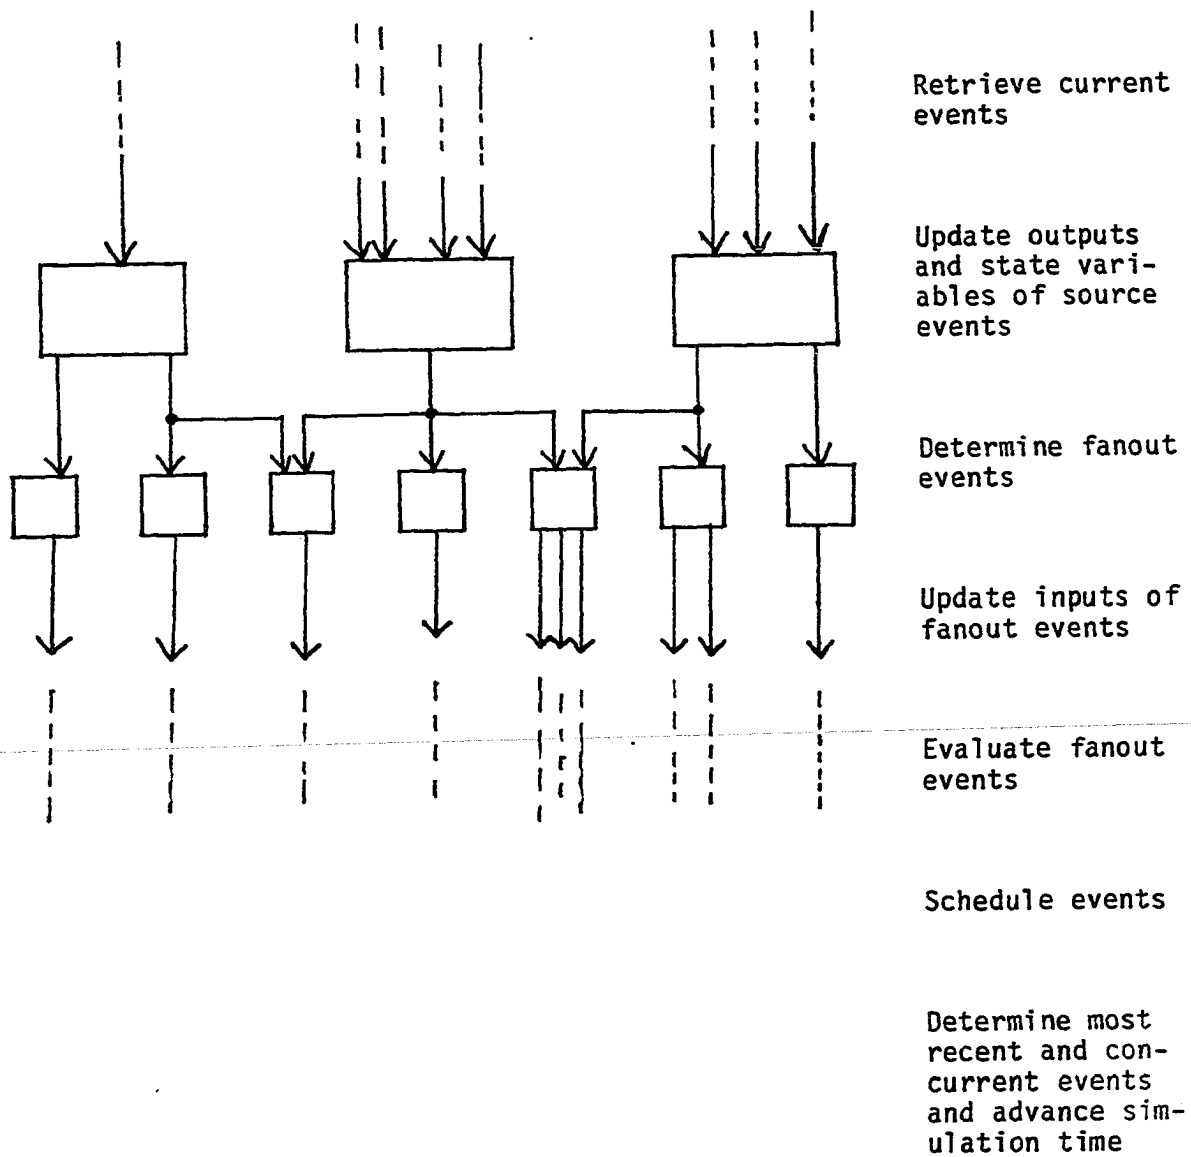 Retrieve current
events
Update outputs
and state vari-
ables of source
events
Determine fanout
events
Update inputs of
fanout events
Evaluate fanout
events
Schedule events
Determine most
recent and con-
current events
and advance sim-
ulation time